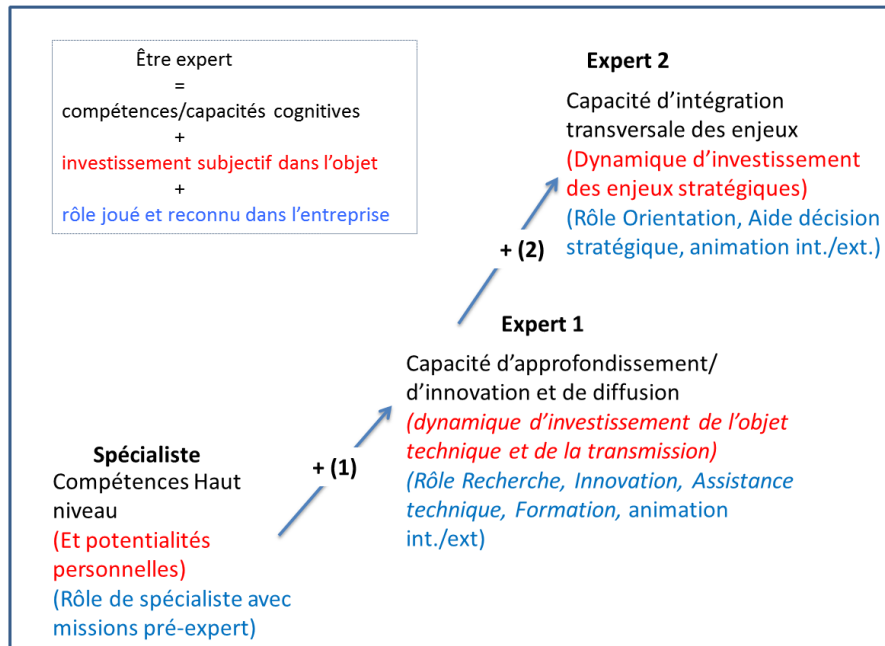 Être expert
=
compétences/capacités cognitives
+
investissement subjectif dans l'objet
+
rôle joué et reconnu dans l'entreprise
Expert 2
Capacité d'intégration
transversale des enjeux
(Dynamique d'investissement
des enjeux stratégiques)
(Rôle Orientation, Aide décision
stratégique, animation int./ext.)
+ (2)
Expert 1
Capacité d'approfondissement/
d'innovation et de diffusion
(dynamique d'investissement de l'objet
technique et de la transmission)
(Rôle Recherche, Innovation, Assistance
technique, Formation, animation
int./ext)
+ (1)
Spécialiste
Compétences Haut
niveau
(Et potentialités
personnelles)
(Rôle de spécialiste avec
missions pré-expert)